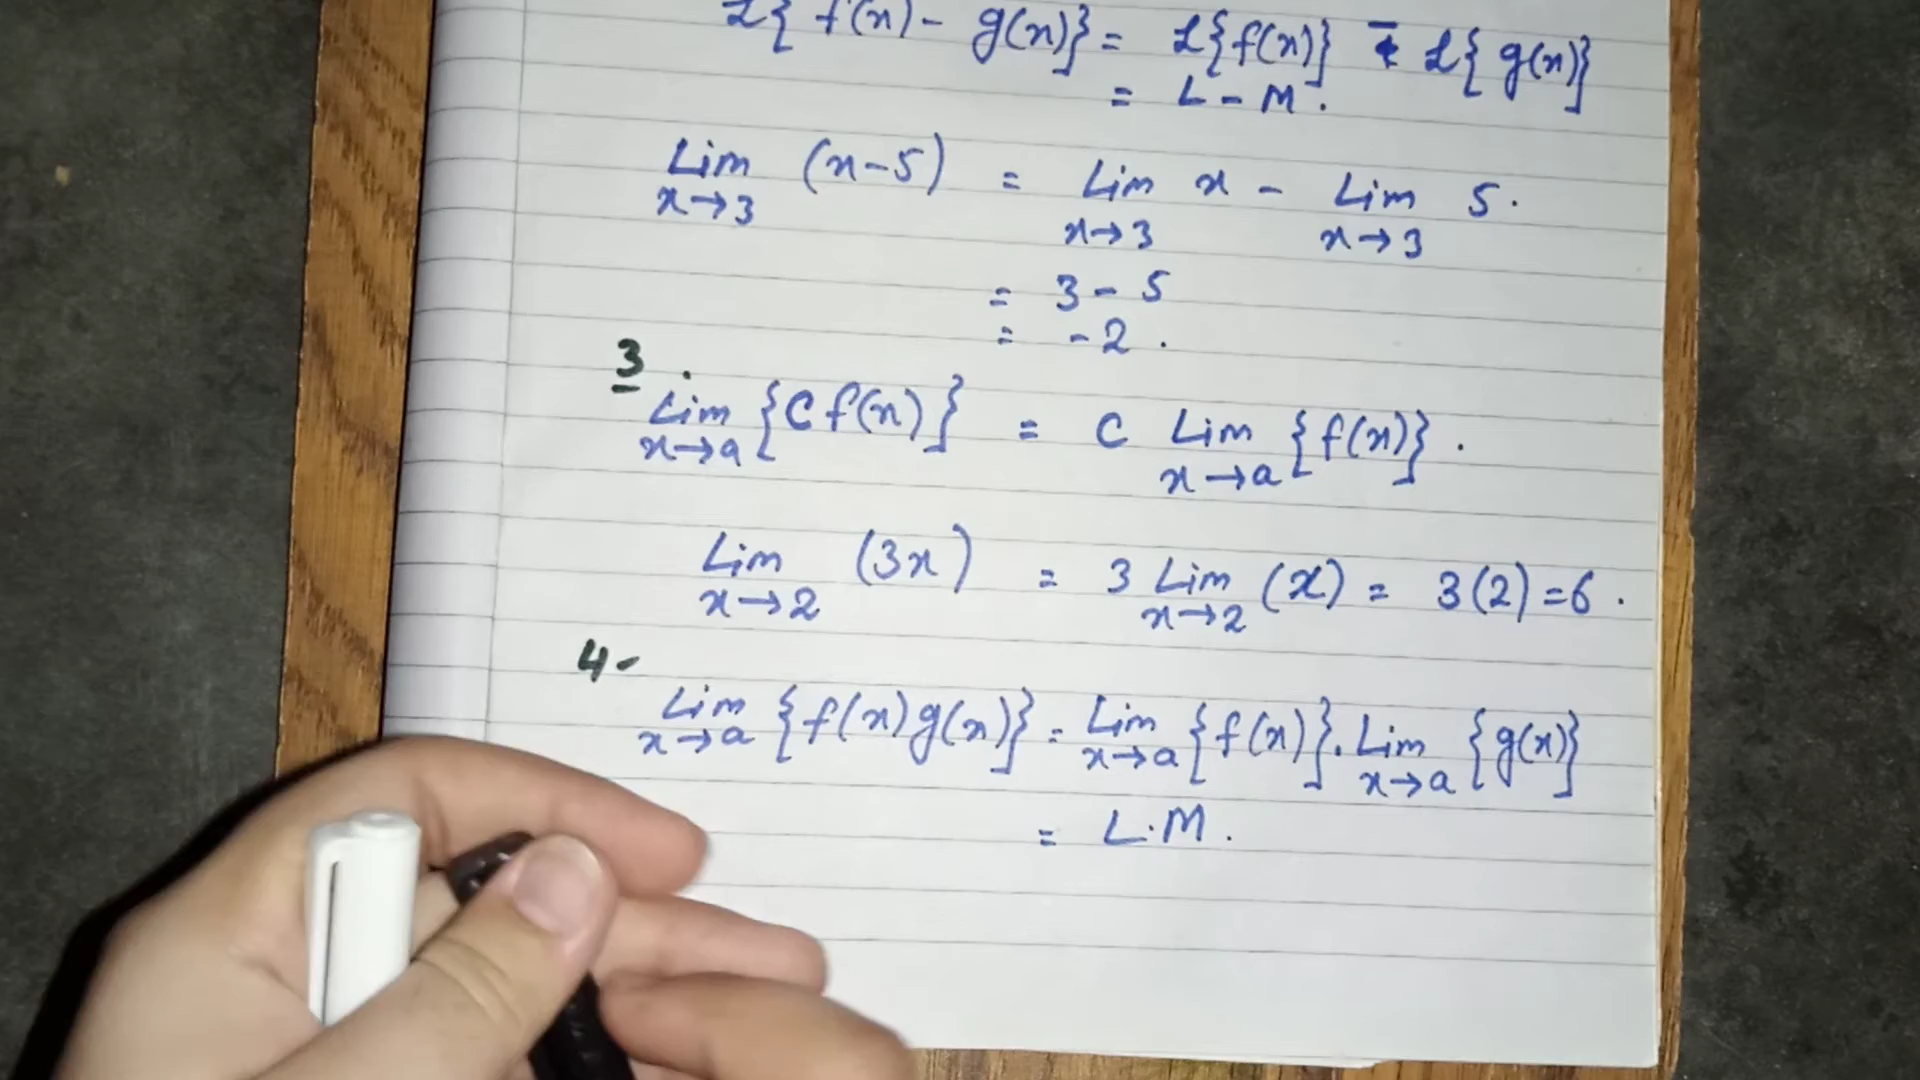 L{ f(x) - g(x)} = L{f(x)} - L{ g(x)}
= L - M .
Lim (x-5) = Lim x - Lim 5.
x→3 x→3 x→3
= 3 - 5
= -2 .
3.
Lim {C f(x)} = C Lim {f(x)} .
x→a x→a
Lim (3x) = 3 Lim (x) = 3(2) = 6 .
x→2 x→2
4-
Lim {f(x) g(x)} = Lim {f(x)} . Lim {g(x)}
x→a x→a x→a
= L.M .